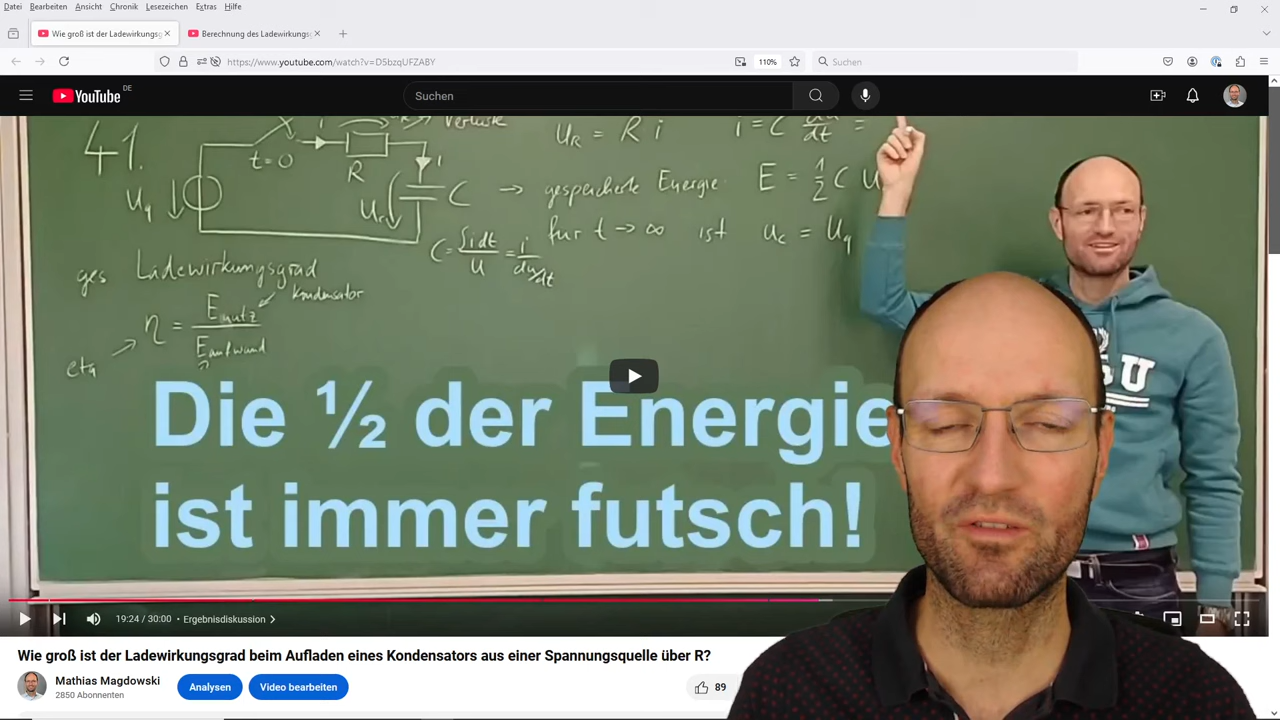 Datei Bearbeiten Ansicht Chronik Lesezeichen Extras Hilfe
Wie groß ist der Ladewirkungsg
Berechnung des Ladewirkungsg
https://www.youtube.com/watch?v=D5bzqUFZABY
110%
Suchen
YouTube DE
Suchen
41.
t=0
i
R
Verluste
u_R = R i
i = C du/dt =
U_q
u_c
i
C
→ gespeicherte Energie E = 1/2 C U
C = ∫i dt / U = i / du/dt
für t → ∞ ist u_c = U_q
ges Ladewirkungsgrad
η = E_nutz / E_aufwand
Kondensator
eta
?
U
Die ½ der Energie
ist immer futsch!
19:24 / 30:00 • Ergebnisdiskussion
Wie groß ist der Ladewirkungsgrad beim Aufladen eines Kondensators aus einer Spannungsquelle über R?
Mathias Magdowski
2850 Abonnenten
Analysen
Video bearbeiten
89